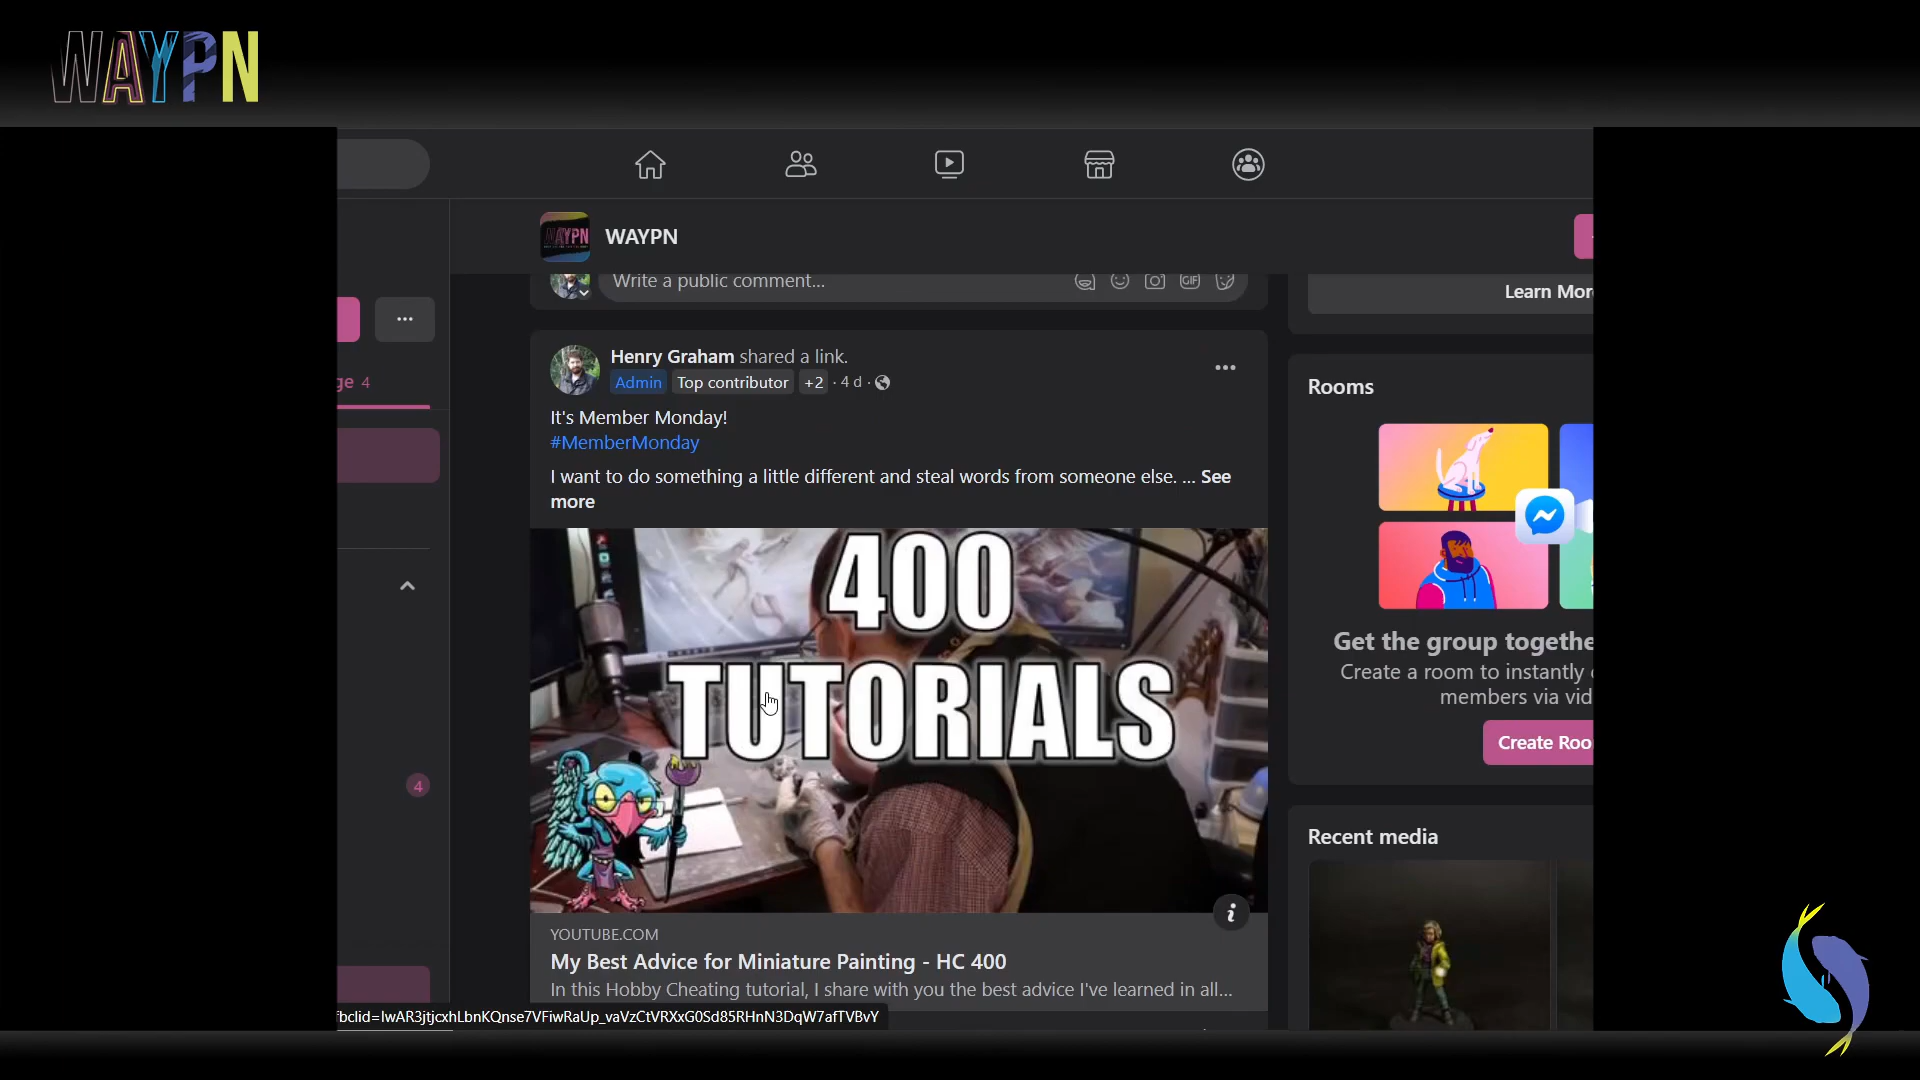 WAYPN
WAYPN
WAYPN
Write a public comment...
GIF
Learn Mor
Henry Graham shared a link.
Admin Top contributor +2 · 4 d ·
ge 4
It's Member Monday!
#MemberMonday
I want to do something a little different and steal words from someone else. ... See
more
400
TUTORIALS
4
YOUTUBE.COM
My Best Advice for Miniature Painting - HC 400
In this Hobby Cheating tutorial, I share with you the best advice I've learned in all...
Rooms
Get the group togethe
Create a room to instantly
members via vid
Create Roo
Recent media